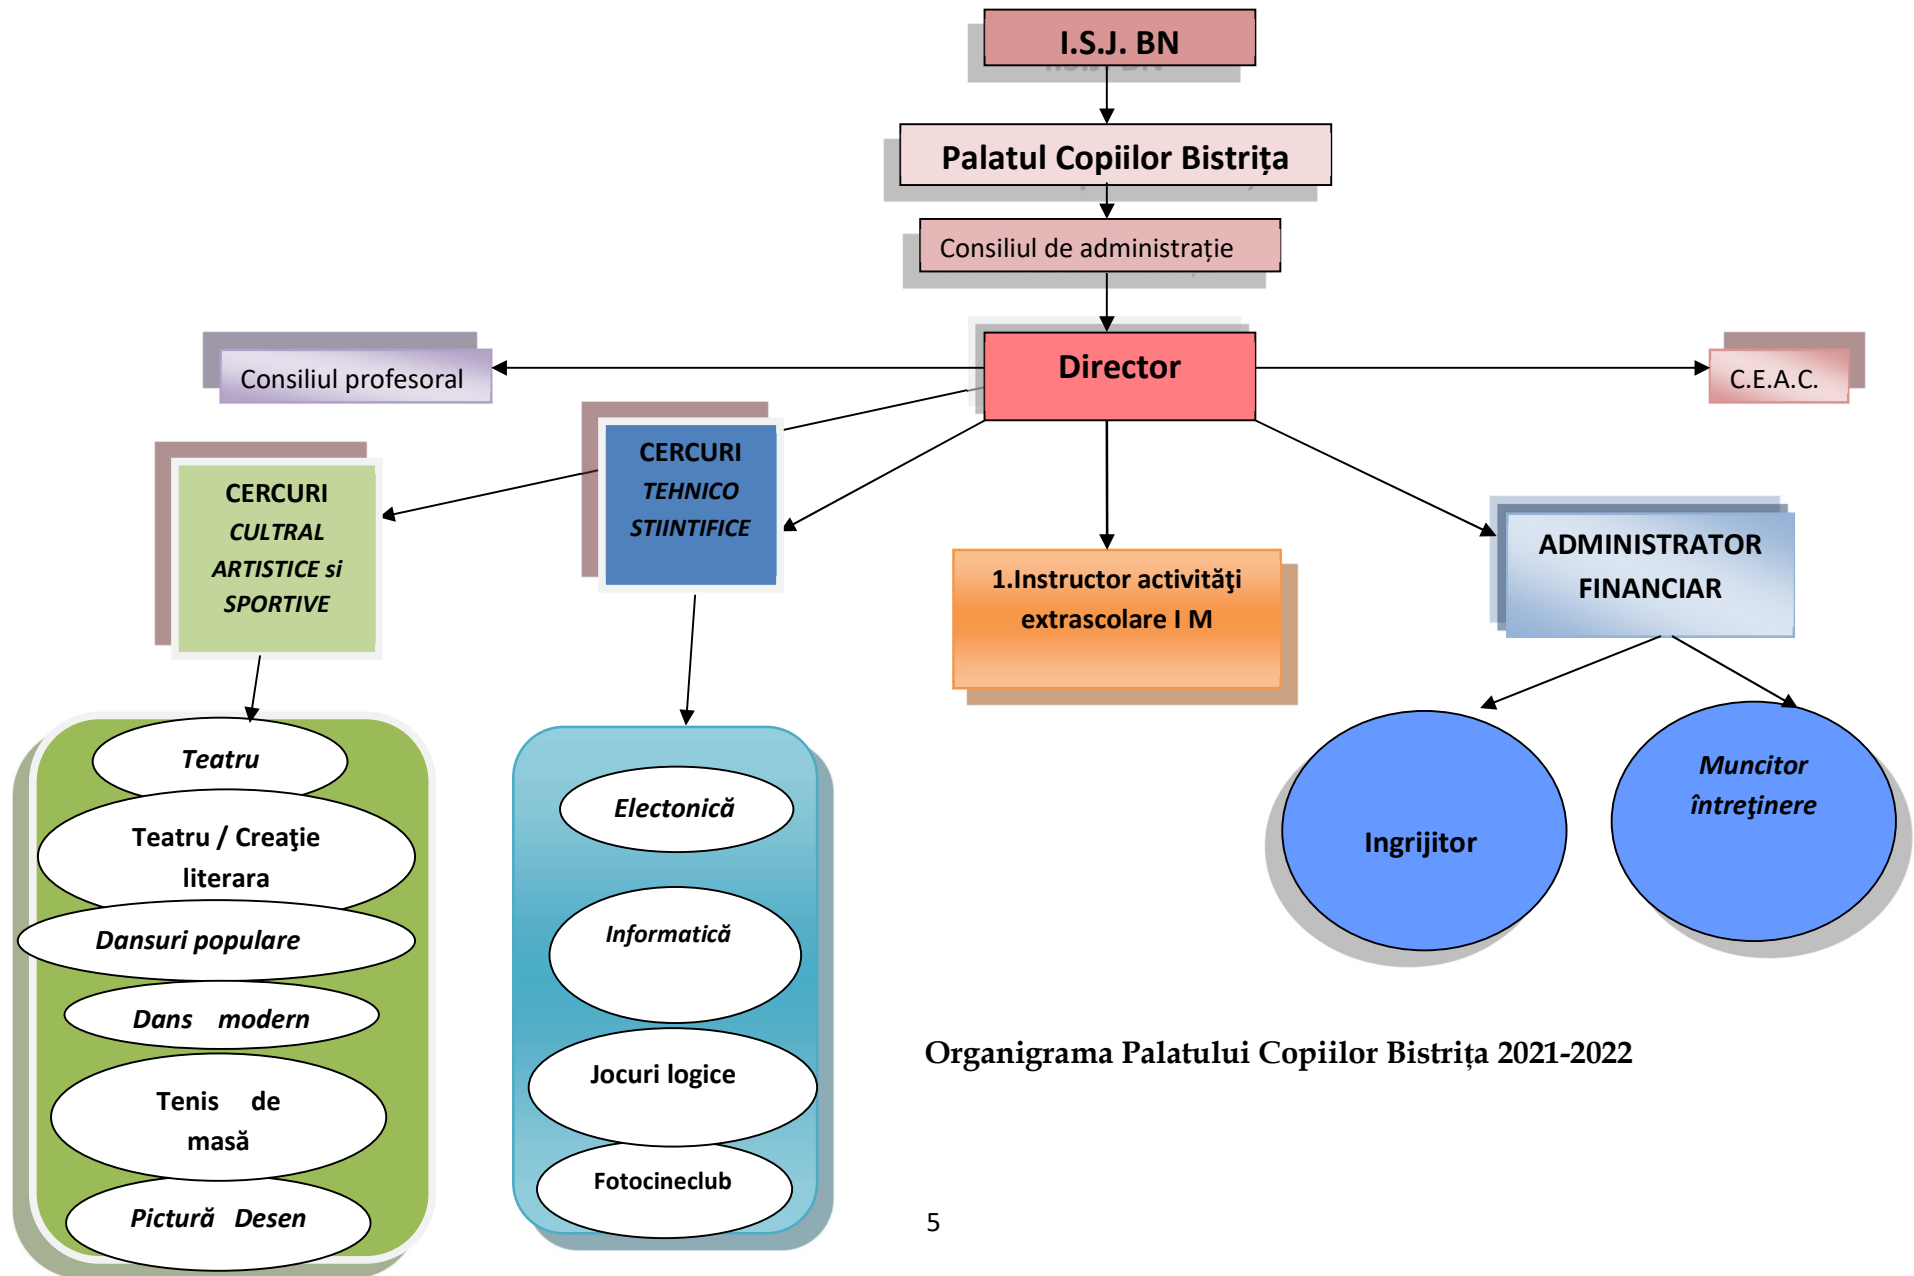 I.S.J. BN
Palatul Copiilor Bistrița
Consiliul de administrație
Director
Consiliul profesoral
C.E.A.C.
CERCURI
CULTRAL
ARTISTICE si
SPORTIVE
CERCURI
TEHNICO
STIINTIFICE
1.Instructor activităţi
extrascolare I M
ADMINISTRATOR
FINANCIAR
Teatru
Teatru / Creaţie
literara
Dansuri populare
Dans modern
Tenis de
masă
Pictură Desen
Electonică
Informatică
Jocuri logice
Fotocineclub
Ingrijitor
Muncitor
întreţinere
Organigrama Palatului Copiilor Bistrița 2021-2022
5